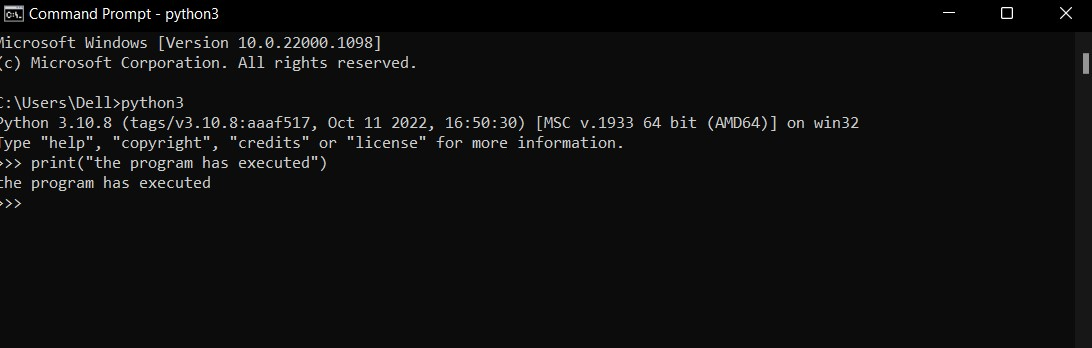 Command Prompt - python3
Microsoft Windows [Version 10.0.22000.1098]
(c) Microsoft Corporation. All rights reserved.
C:\Users\Dell>python3
Python 3.10.8 (tags/v3.10.8:aaaf517, Oct 11 2022, 16:50:30) [MSC v.1933 64 bit (AMD64)] on win32
Type "help", "copyright", "credits" or "license" for more information.
>>> print("the program has executed")
the program has executed
>>>